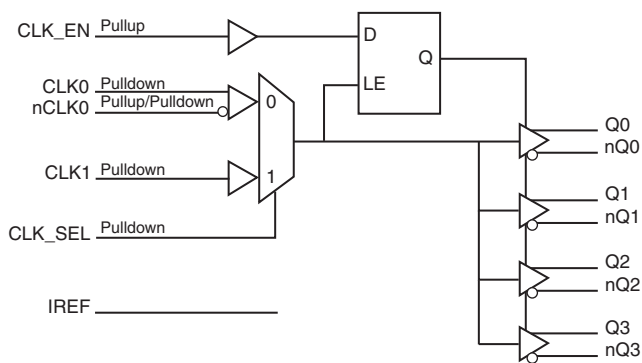 CLK_EN Pullup
D
Q
LE
CLK0 Pulldown
nCLK0 Pullup/Pulldown
0
CLK1 Pulldown
1
CLK_SEL Pulldown
IREF
Q0
nQ0
Q1
nQ1
Q2
nQ2
Q3
nQ3